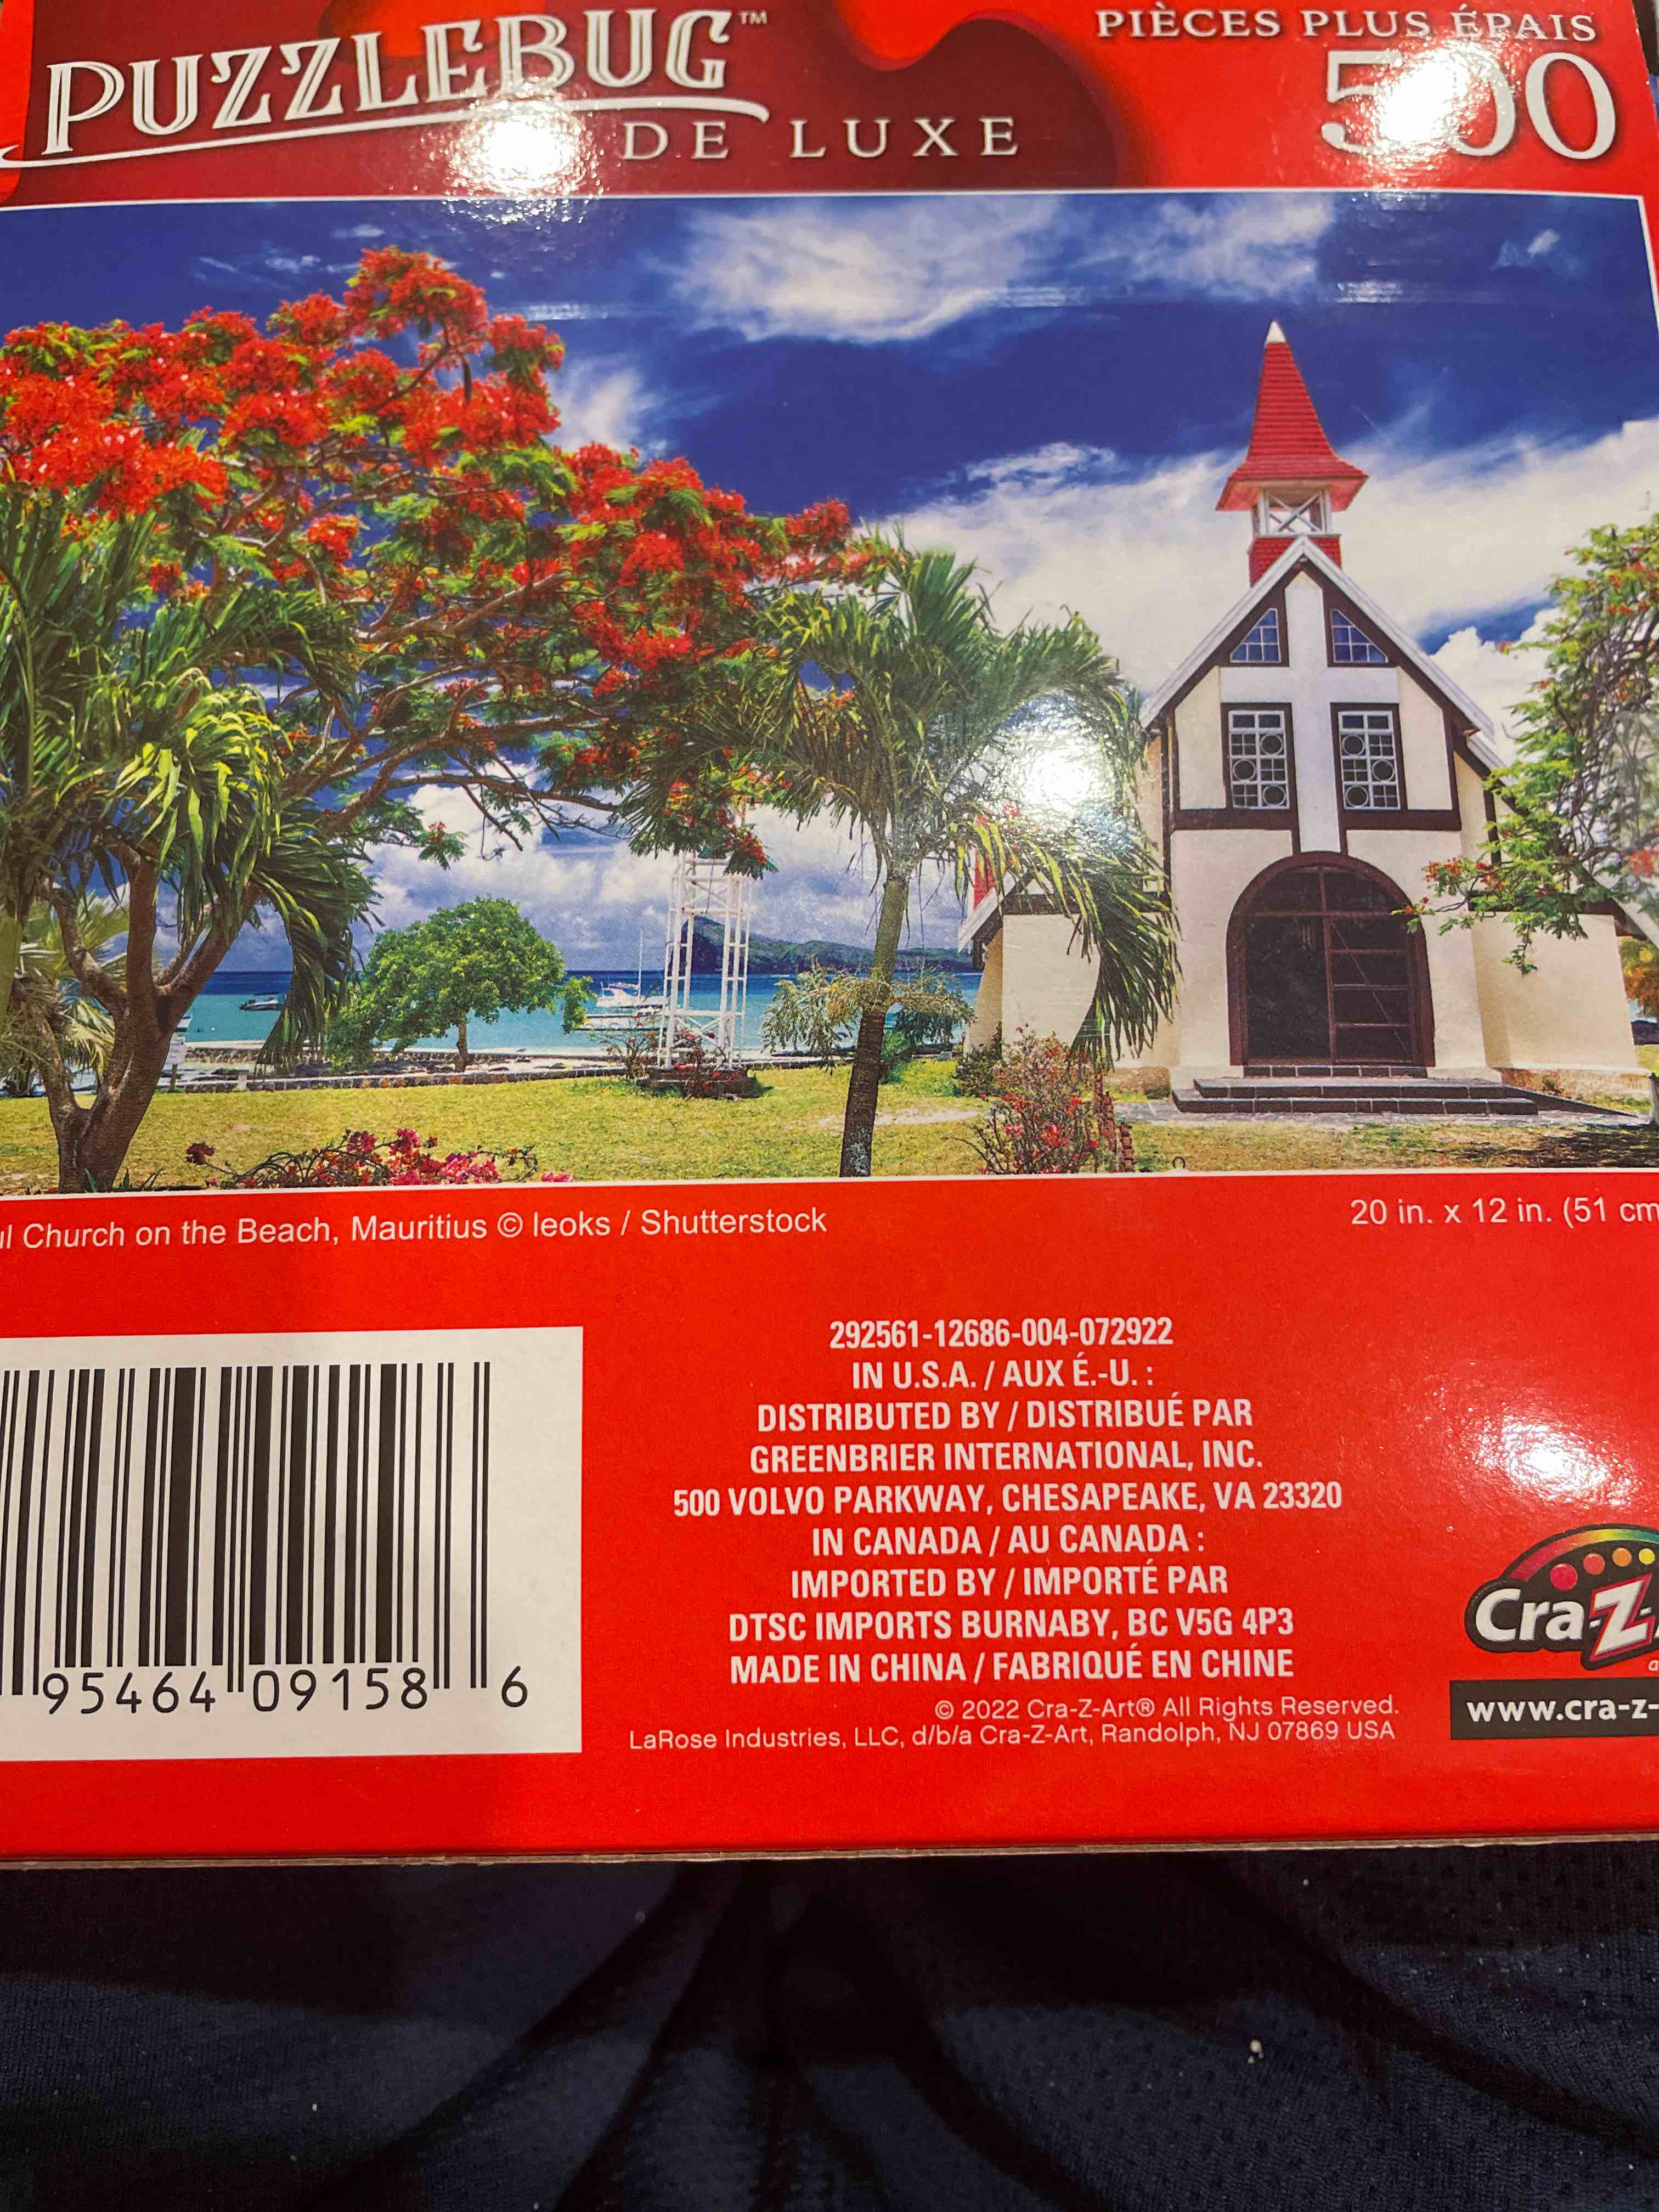 PUZZLEBUG™
DE LUXE
PIÈCES PLUS ÉPAIS
500
Church on the Beach, Mauritius © leoks / Shutterstock
20 in. x 12 in. (51 cm
292561-12686-004-072922
IN U.S.A. / AUX É.-U. :
DISTRIBUTED BY / DISTRIBUÉ PAR
GREENBRIER INTERNATIONAL, INC.
500 VOLVO PARKWAY, CHESAPEAKE, VA 23320
IN CANADA / AU CANADA :
IMPORTED BY / IMPORTÉ PAR
DTSC IMPORTS BURNABY, BC V5G 4P3
MADE IN CHINA / FABRIQUÉ EN CHINE
© 2022 Cra-Z-Art® All Rights Reserved.
LaRose Industries, LLC, d/b/a Cra-Z-Art, Randolph, NJ 07869 USA
95464 09158 6
Cra-Z-
www.cra-z-